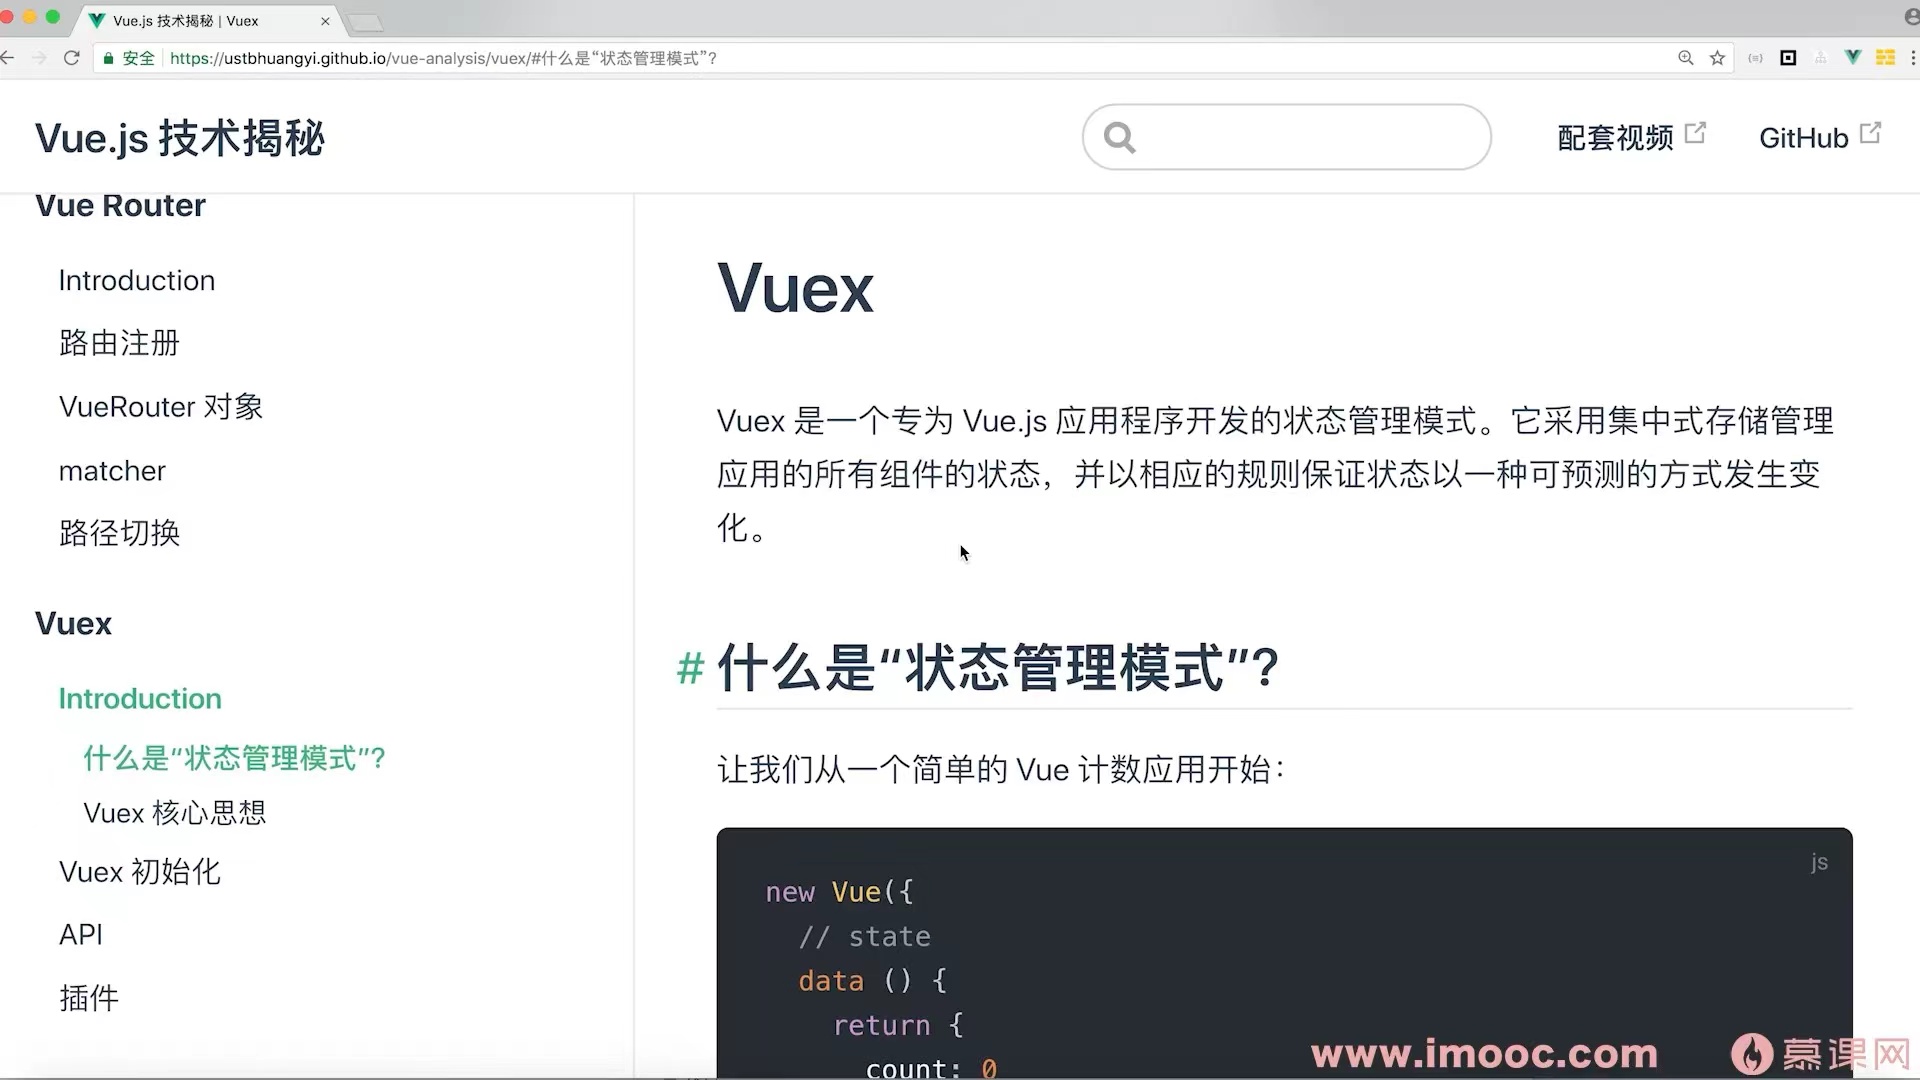 Vue.js 技术揭秘 | Vuex
安全 https://ustbhuangyi.github.io/vue-analysis/vuex/#什么是“状态管理模式”?
Vue.js 技术揭秘
配套视频
GitHub
Vue Router
Introduction
路由注册
VueRouter 对象
matcher
路径切换
Vuex
Introduction
什么是“状态管理模式”?
Vuex 核心思想
Vuex 初始化
API
插件
Vuex
Vuex 是一个专为 Vue.js 应用程序开发的状态管理模式。它采用集中式存储管理
应用的所有组件的状态，并以相应的规则保证状态以一种可预测的方式发生变
化。
# 什么是“状态管理模式”?
让我们从一个简单的 Vue 计数应用开始：
js
new Vue({
// state
data () {
return {
count: 0
www.imooc.com
慕课网